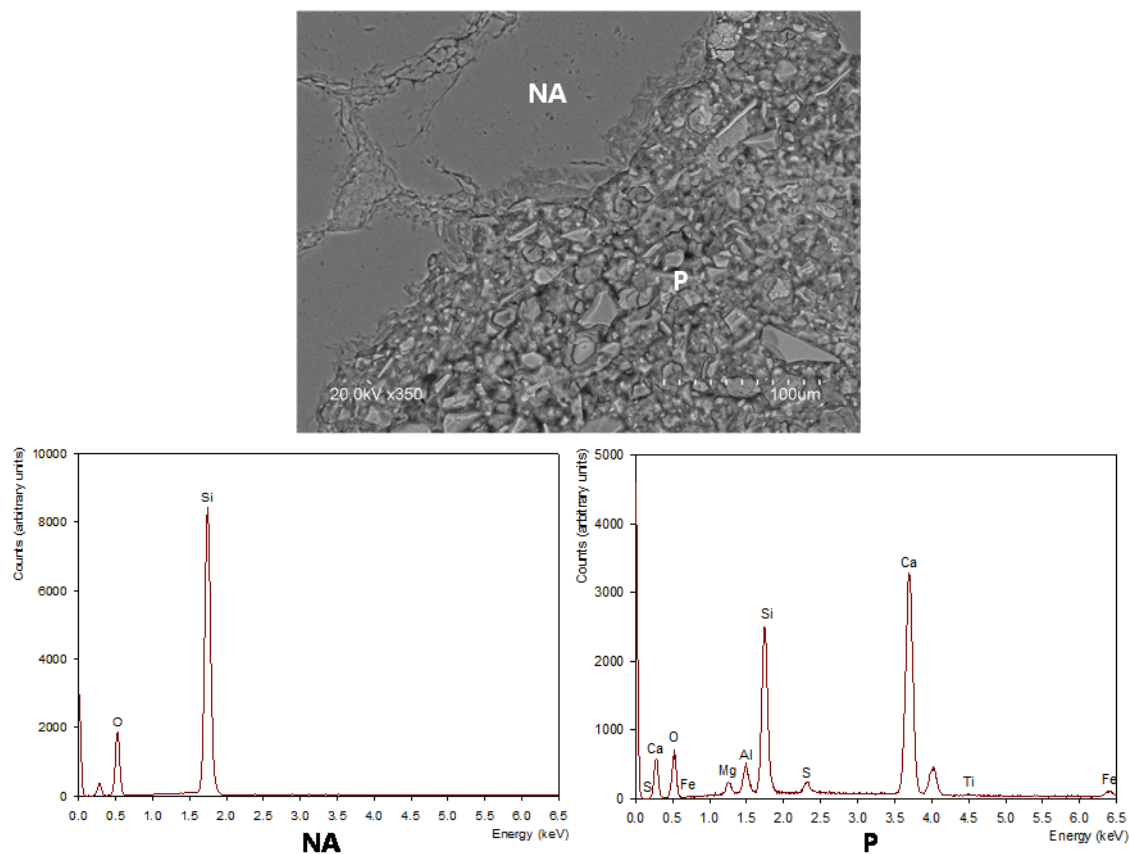 NA
P
20.0kV x350
100um
10000
8000
6000
4000
2000
0
Counts (arbitrary units)
Si
O
0.0 0.5 1.0 1.5 2.0 2.5 3.0 3.5 4.0 4.5 5.0 5.5 6.0 6.5
Energy (keV)
NA
5000
4000
3000
2000
1000
0
Counts (arbitrary units)
Ca
Si
Ca O
Al
Mg
S
S Fe
Ti
Fe
0.0 0.5 1.0 1.5 2.0 2.5 3.0 3.5 4.0 4.5 5.0 5.5 6.0 6.5
Energy (keV)
P